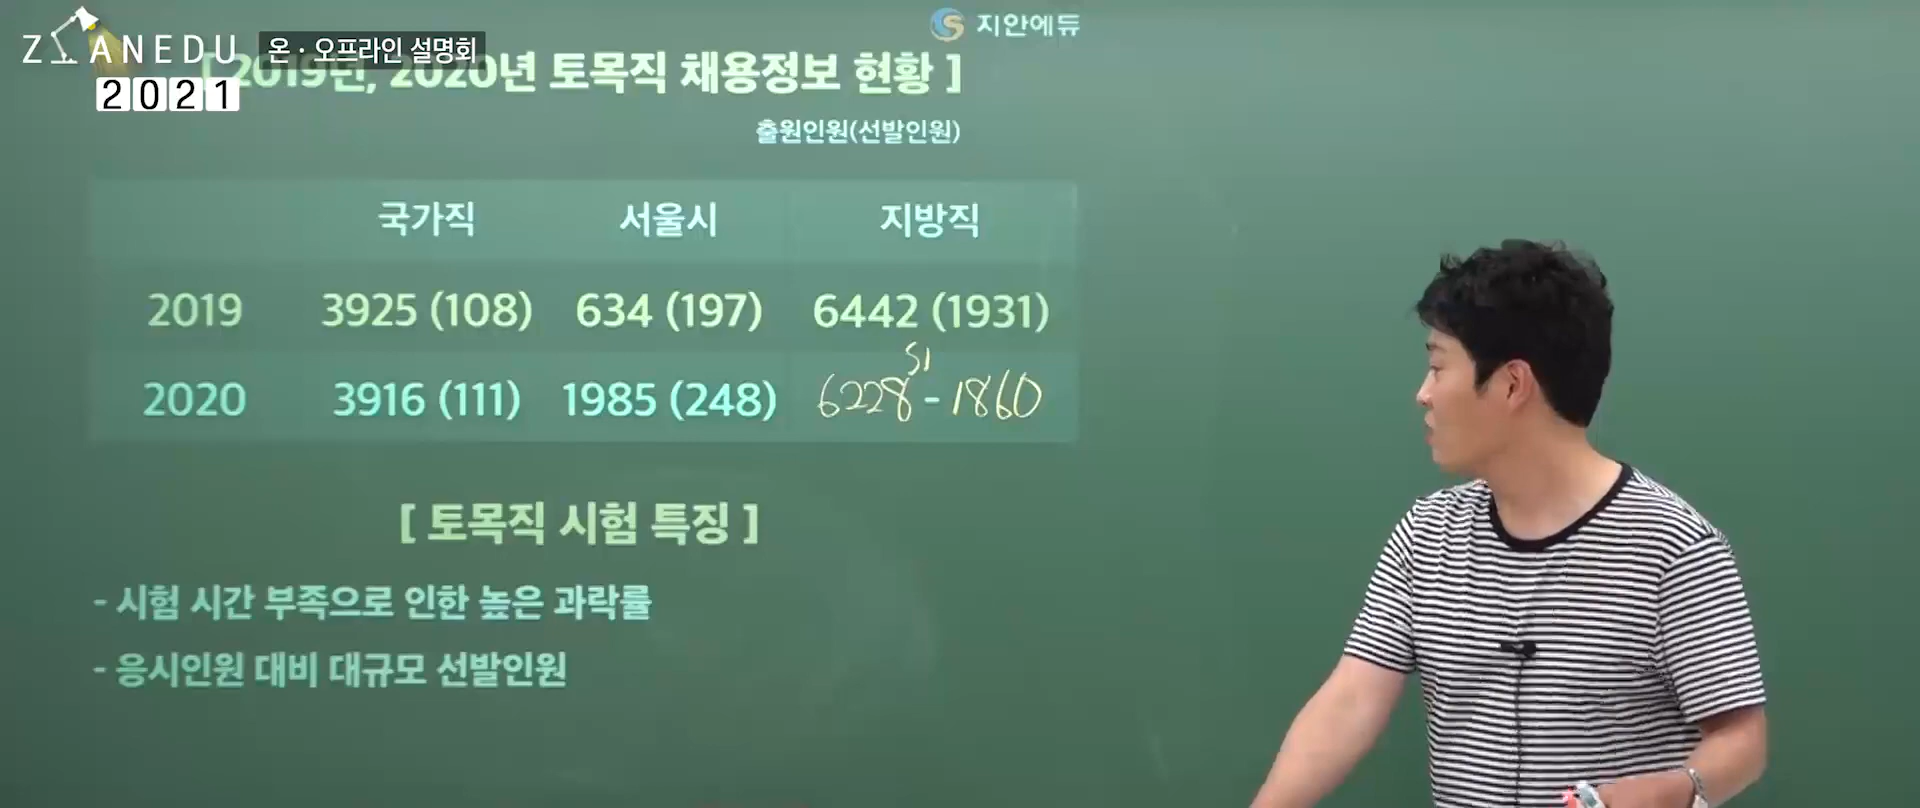 지안에듀
ZIANEDU 온·오프라인 설명회
2021
[ 2019년, 2020년 토목직 채용정보 현황 ]
출원인원(선발인원)
국가직 서울시 지방직
2019 3925 (108) 634 (197) 6442 (1931)
51
2020 3916 (111) 1985 (248) 6228 - 1860
[ 토목직 시험 특징 ]
- 시험 시간 부족으로 인한 높은 과락률
- 응시인원 대비 대규모 선발인원